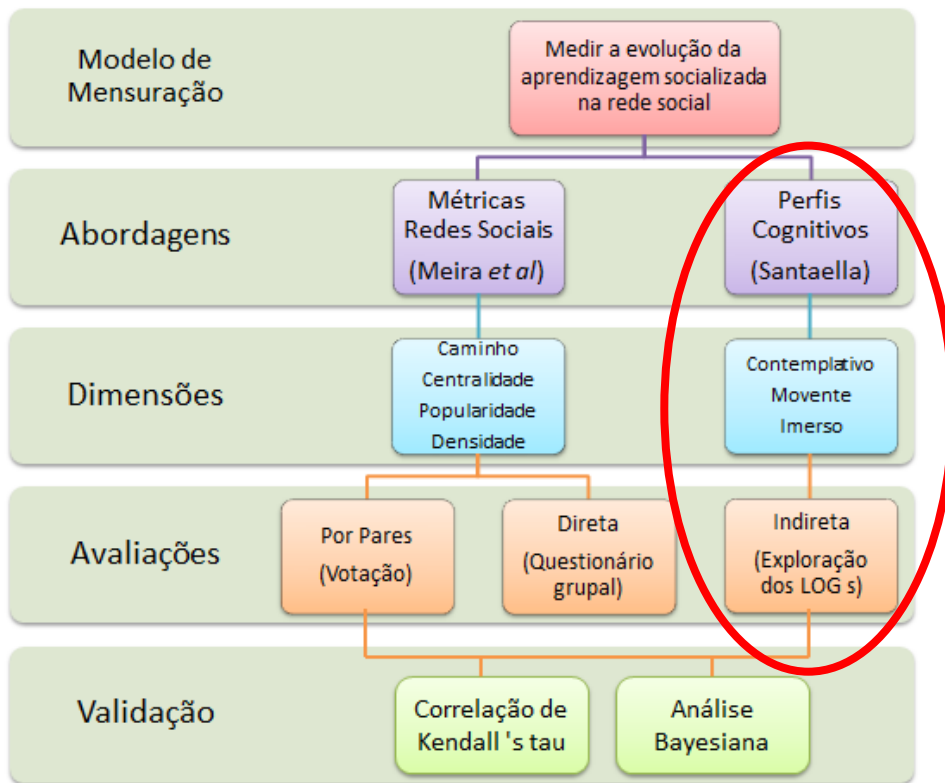 Modelo de
Mensuração
Medir a evolução da
aprendizagem socializada
na rede social
Abordagens
Métricas
Redes Sociais
(Meira et al)
Perfis
Cognitivos
(Santaella)
Dimensões
Caminho
Centralidade
Popularidade
Densidade
Contemplativo
Movente
Imerso
Avaliações
Por Pares
(Votação)
Direta
(Questionário
grupal)
Indireta
(Exploração
dos LOG s)
Validação
Correlação de
Kendall 's tau
Análise
Bayesiana